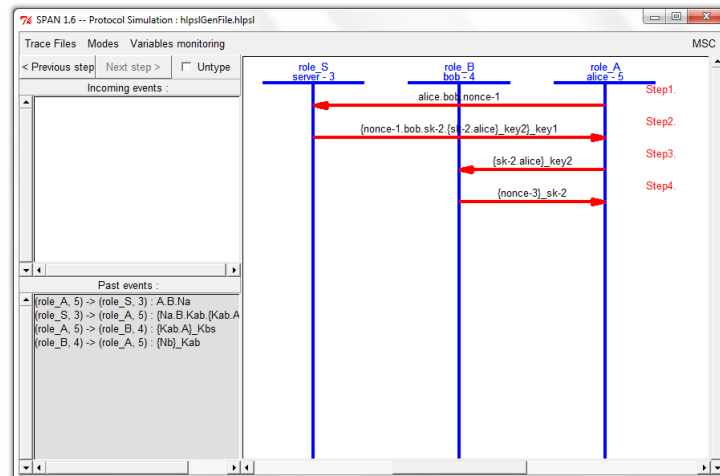 SPAN 1.6 -- Protocol Simulation : hlpslGenFile.hlpsl
Trace Files Modes Variables monitoring MSC
< Previous step Next step > Untype
Incoming events :
Past events :
(role_A, 5) -> (role_S, 3) : A.B.Na
(role_S, 3) -> (role_A, 5) : {Na.B.Kab.{Kab.A
(role_A, 5) -> (role_B, 4) : {Kab.A}_Kbs
(role_B, 4) -> (role_A, 5) : {Nb}_Kab
role_S role_B role_A
server - 3 bob - 4 alice - 5
Step1.
alice.bob.nonce-1
Step2.
{nonce-1.bob.sk-2.{sk-2.alice}_key2}_key1
Step3.
{sk-2.alice}_key2
Step4.
{nonce-3}_sk-2